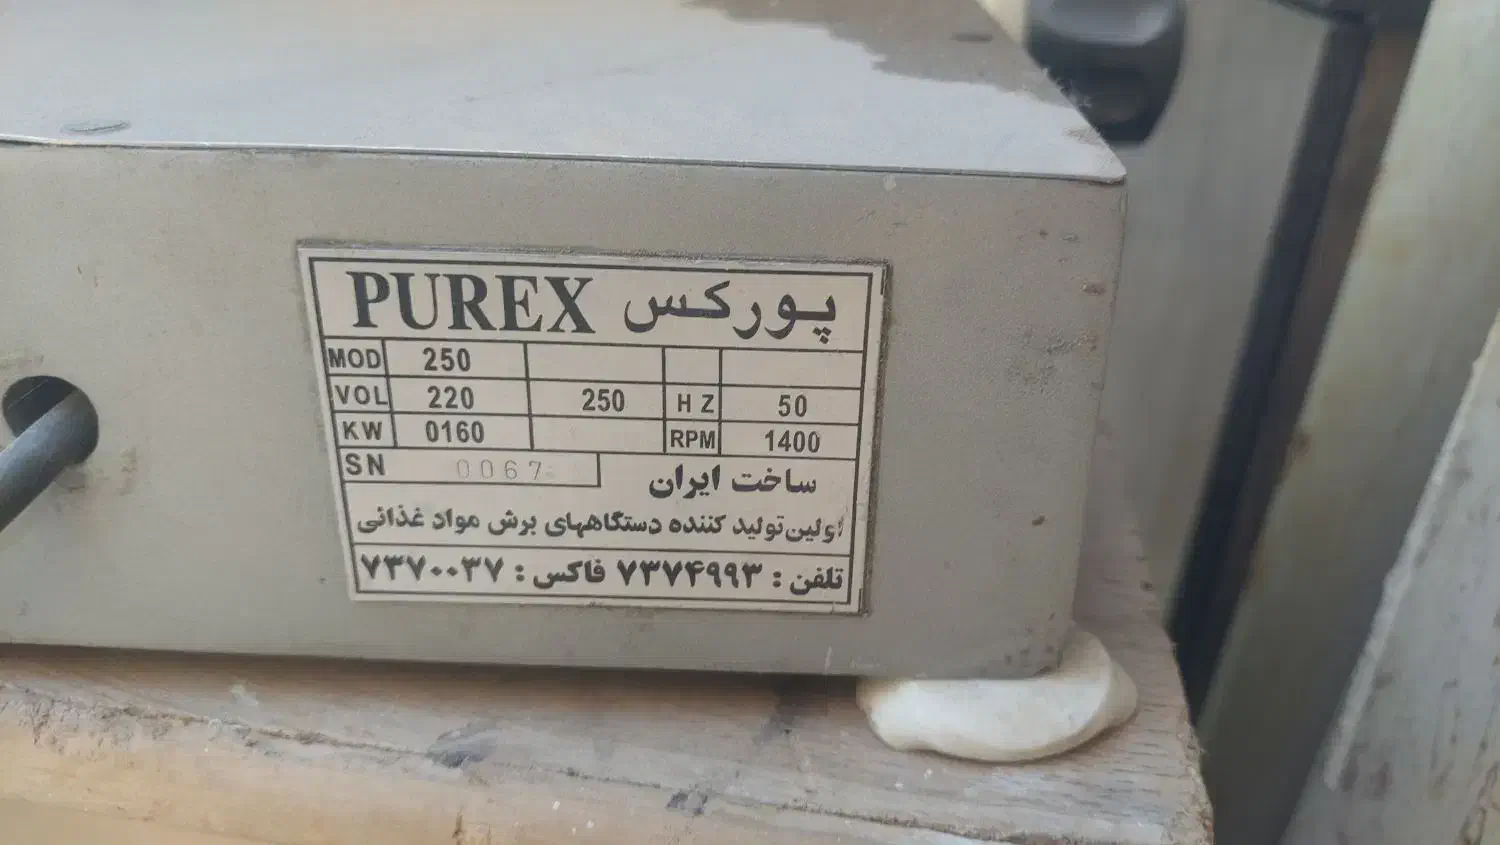 PUREX پورکس
MOD 250
VOL 220 250 HZ 50
KW 0160 RPM 1400
SN 0067
ساخت ایران
اولین تولید کننده دستگاههای برش مواد غذائی
تلفن : ۷۳۷۴۹۹۳ فاکس : ۷۳۷۰۰۳۷